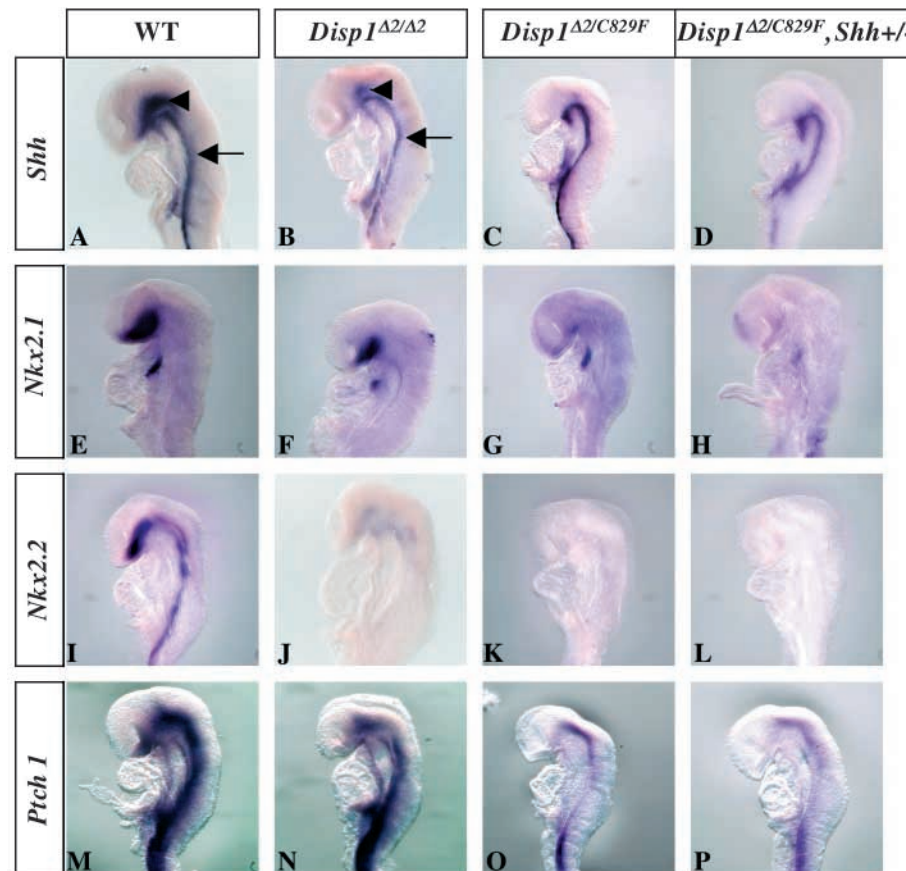 WT
Disp1Δ2/Δ2
Disp1Δ2/C829F
Disp1Δ2/C829F, Shh+/-
Shh
A
B
C
D
Nkx2.1
E
F
G
H
Nkx2.2
I
J
K
L
Ptch 1
M
N
O
P